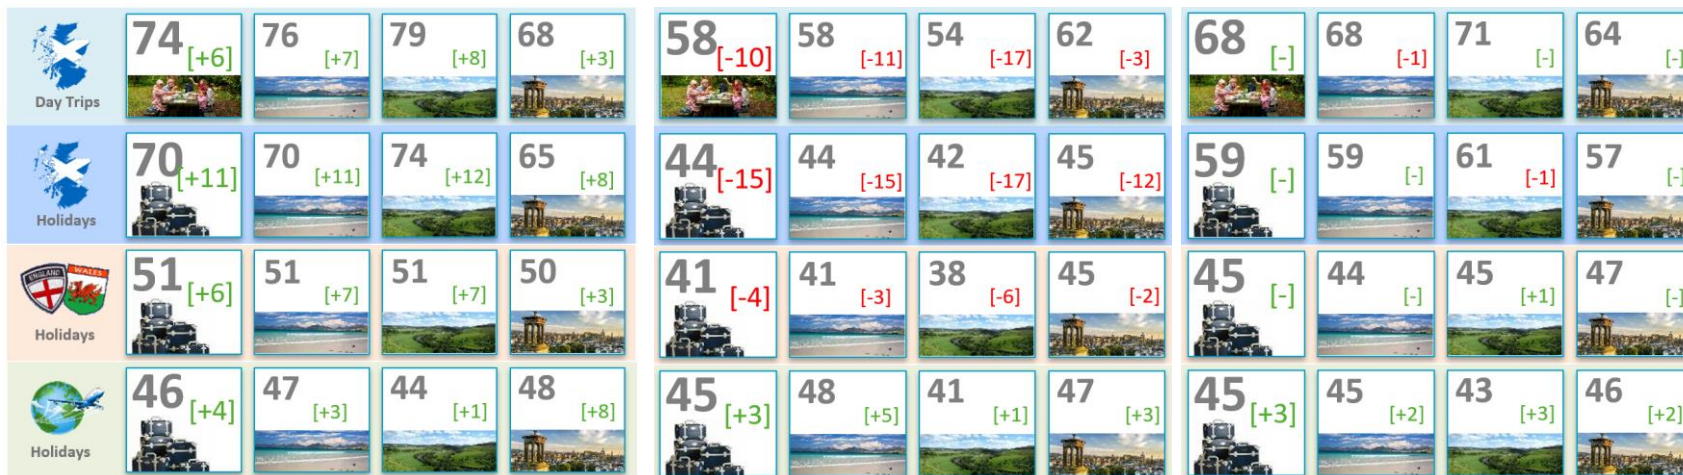 74 [+6] 76 [+7] 79 [+8] 68 [+3] 58 [-10] 58 [-11] 54 [-17] 62 [-3] 68 [-] 68 [-1] 71 [-] 64 [-]
Day Trips
70 [+11] 70 [+11] 74 [+12] 65 [+8] 44 [-15] 44 [-15] 42 [-17] 45 [-12] 59 [-] 59 [-] 61 [-1] 57 [-]
Holidays
ENGLAND WALES
51 [+6] 51 [+7] 51 [+7] 50 [+3] 41 [-4] 41 [-3] 38 [-6] 45 [-2] 45 [-] 44 [-] 45 [+1] 47 [-]
Holidays
46 [+4] 47 [+3] 44 [+1] 48 [+8] 45 [+3] 48 [+5] 41 [+1] 47 [+3] 45 [+3] 45 [+2] 43 [+3] 46 [+2]
Holidays